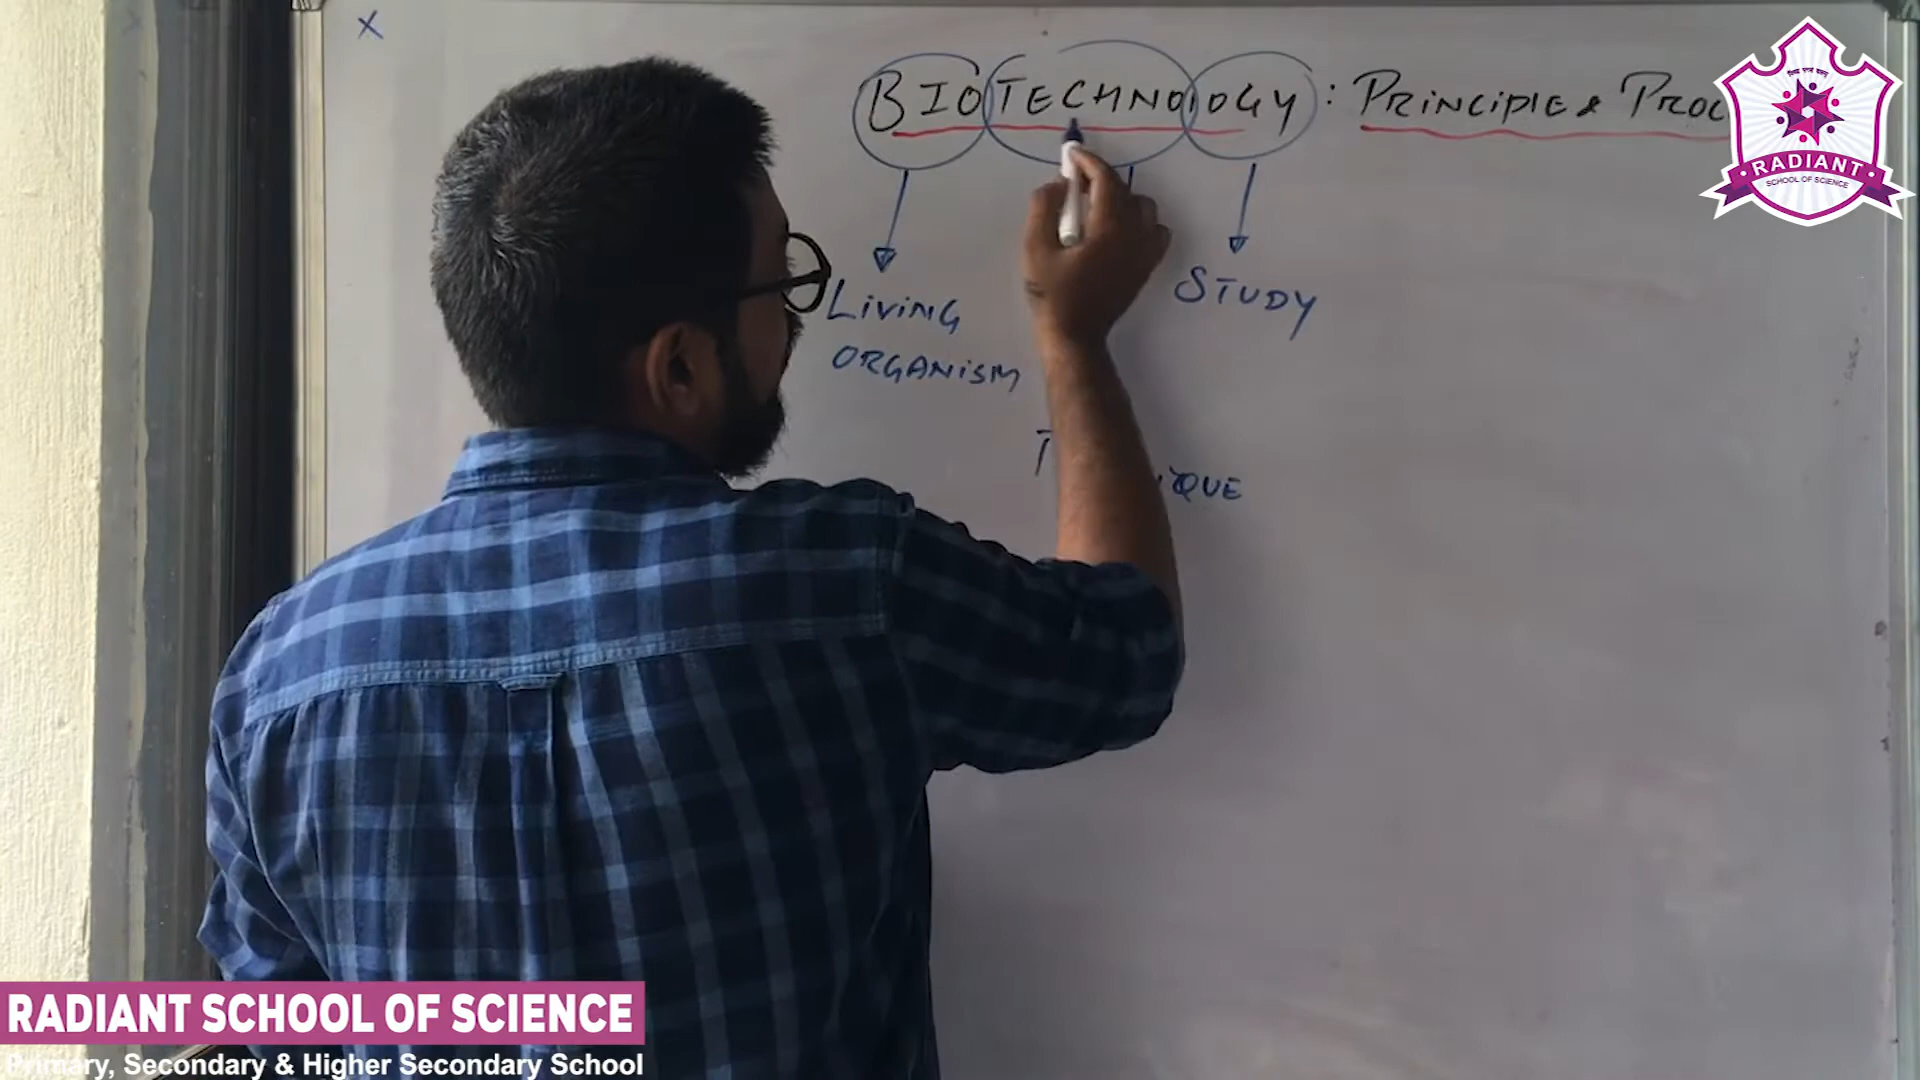 X
BIOTECHNOlOGY : PRINCIPlE & PROC
LiViNG
ORGANiSM
STUDY
RADIANT
SCHOOL OF SCIENCE
RADIANT SCHOOL OF SCIENCE
Primary, Secondary & Higher Secondary School